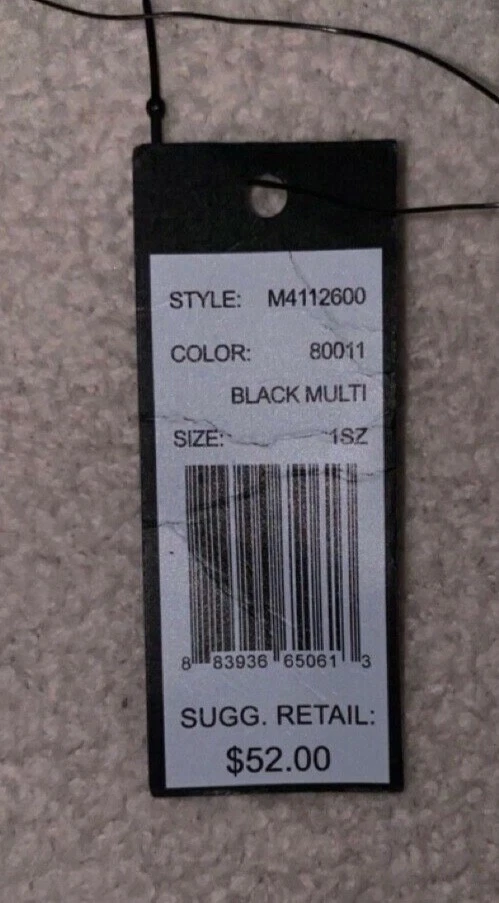 STYLE: M4112600
COLOR: 80011
BLACK MULTI
SIZE: 1SZ
8 83936 65061 3
SUGG. RETAIL:
$52.00